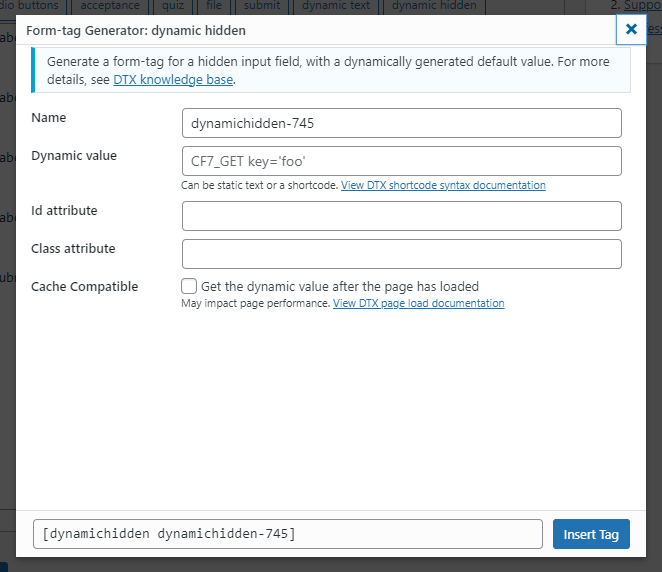 dio buttons acceptance quiz file submit dynamic text dynamic hidden 2. Suppo
Form-tag Generator: dynamic hidden
Generate a form-tag for a hidden input field, with a dynamically generated default value. For more
details, see DTX knowledge base.
Name dynamichidden-745
Dynamic value CF7_GET key='foo'
Can be static text or a shortcode. View DTX shortcode syntax documentation
Id attribute
Class attribute
Cache Compatible Get the dynamic value after the page has loaded
May impact page performance. View DTX page load documentation
[dynamichidden dynamichidden-745] Insert Tag